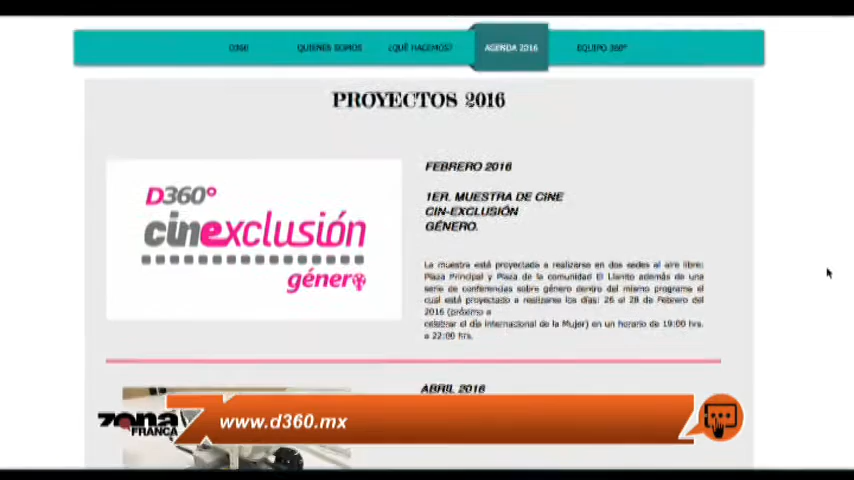 D360
QUIENES SOMOS
¿QUÉ HACEMOS?
AGENDA 2016
EQUIPO 360°
PROYECTOS 2016
D360°
cinexclusión
género
FEBRERO 2016
1ER. MUESTRA DE CINE
CIN-EXCLUSIÓN
GÉNERO.
La muestra está proyectada a realizarse en dos sedes al aire libre:
Plaza Principal y Plaza de la comunidad El Llanito además de una
serie de conferencias sobre género dentro del mismo programa el
cual está proyectado a realizarse los días: 26 al 28 de Febrero del
2016 (próximo a
celebrar el día internacional de la Mujer) en un horario de 19:00 hrs.
a 22:00 hrs.
ABRIL 2016
zona
FRANCA
www.d360.mx